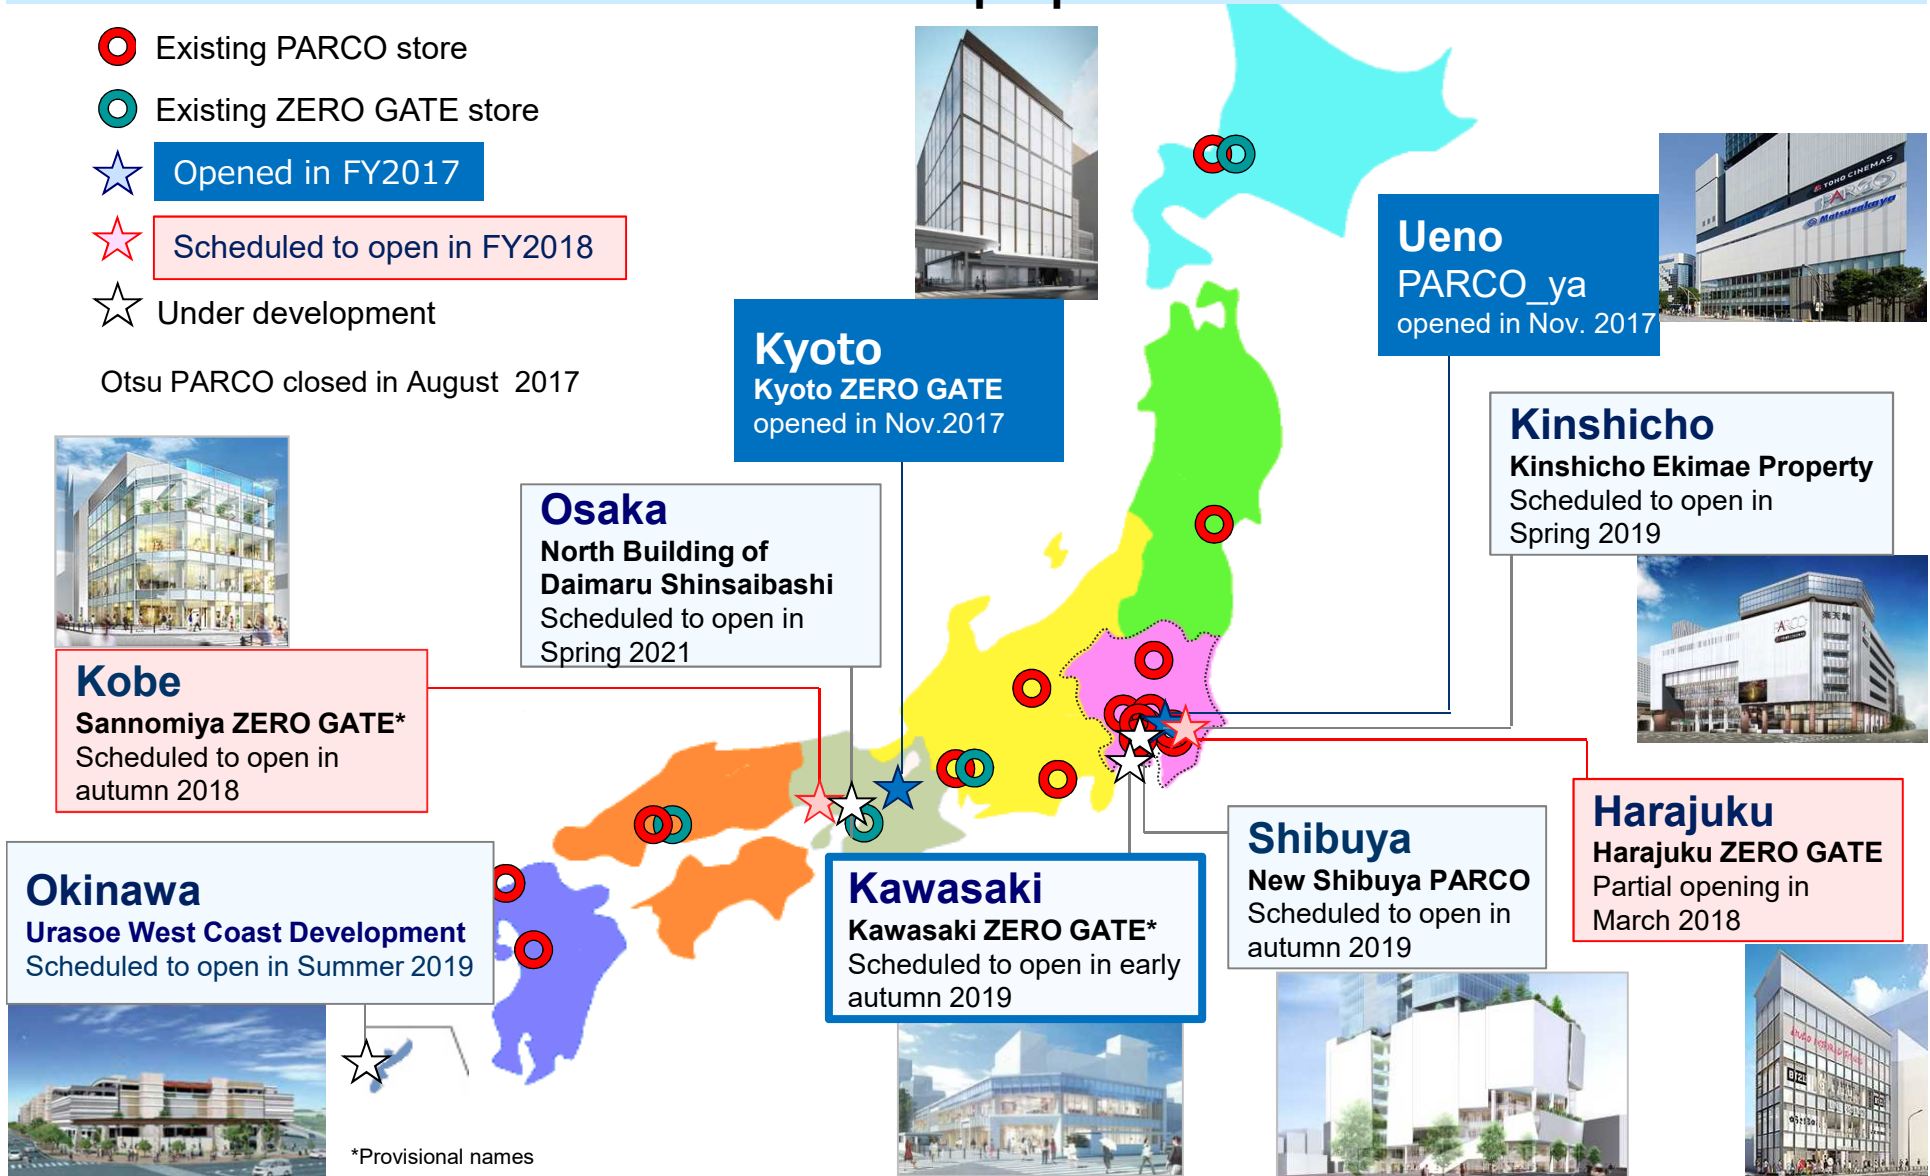 Existing PARCO store
Existing ZERO GATE store
Opened in FY2017
Scheduled to open in FY2018
Under development
Otsu PARCO closed in August 2017
Kyoto
Kyoto ZERO GATE
opened in Nov.2017
Ueno
PARCO_ya
opened in Nov. 2017
TOHO CINEMAS
PARCO
Matsuzakaya
Kinshicho
Kinshicho Ekimae Property
Scheduled to open in
Spring 2019
PARCO
Osaka
North Building of
Daimaru Shinsaibashi
Scheduled to open in
Spring 2021
Kobe
Sannomiya ZERO GATE*
Scheduled to open in
autumn 2018
Okinawa
Urasoe West Coast Development
Scheduled to open in Summer 2019
Kawasaki
Kawasaki ZERO GATE*
Scheduled to open in early
autumn 2019
Shibuya
New Shibuya PARCO
Scheduled to open in
autumn 2019
Harajuku
Harajuku ZERO GATE
Partial opening in
March 2018
*Provisional names